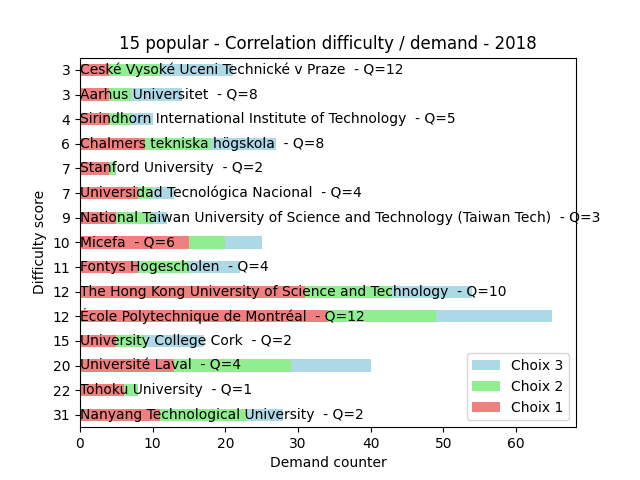 15 popular - Correlation difficulty / demand - 2018
3 České Vysoké Uceni Technické v Praze - Q=12
3 Aarhus Universitet - Q=8
4 Sirindhorn International Institute of Technology - Q=5
6 Chalmers tekniska högskola - Q=8
7 Stanford University - Q=2
7 Universidad Tecnológica Nacional - Q=4
9 National Taiwan University of Science and Technology (Taiwan Tech) - Q=3
10 Micefa - Q=6
11 Fontys Hogescholen - Q=4
12 The Hong Kong University of Science and Technology - Q=10
12 École Polytechnique de Montréal - Q=12
15 University College Cork - Q=2
20 Université Laval - Q=4
22 Tohoku University - Q=1
31 Nanyang Technological University - Q=2
Difficulty score
Choix 3
Choix 2
Choix 1
0 10 20 30 40 50 60
Demand counter